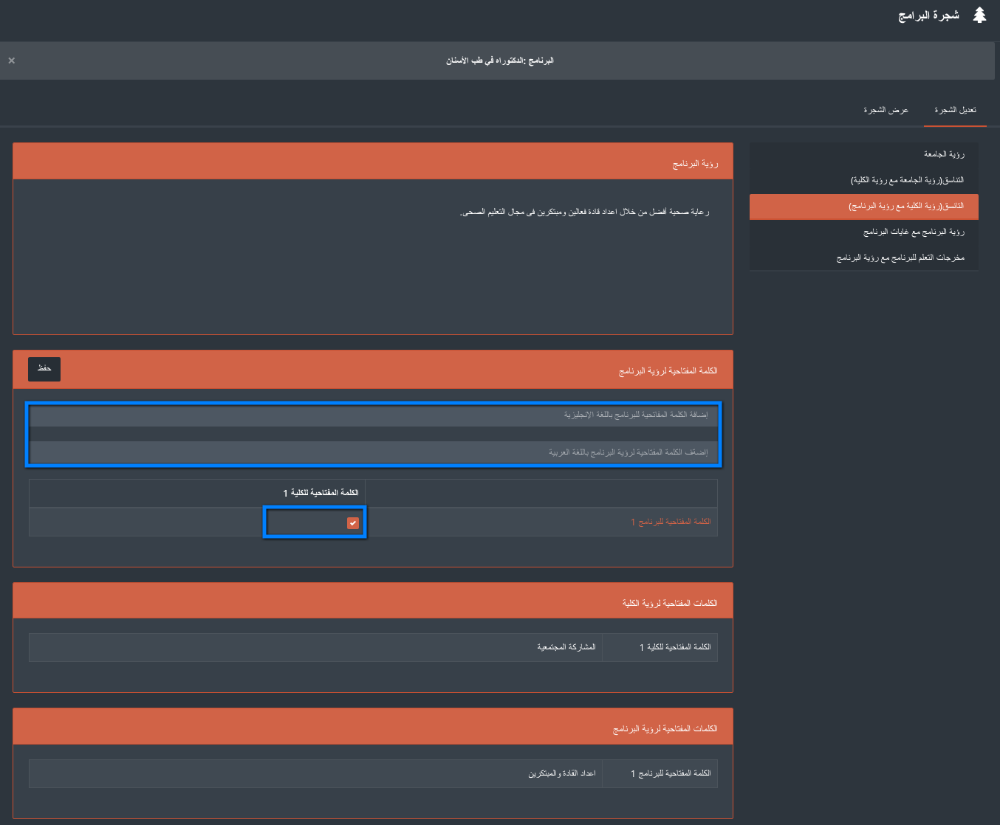 شجرة البرامج
البرنامج :الدكتوراه في طب الأسنان
×
تعديل الشجرة
عرض الشجرة
رؤية الجامعة
التناسق(رؤية الجامعة مع رؤية الكلية)
التانسق(رؤية الكلية مع رؤية البرنامج)
رؤية البرنامج مع غايات البرنامج
مخرجات التعلم للبرنامج مع رؤية البرنامج
رؤية البرنامج
رعاية صحية أفضل من خلال اعداد قادة فعالين ومبتكرين فى مجال التعليم الصحى.
الكلمة المفتاحية لرؤية البرنامج
حفظ
إضافة الكلمة المفاتحية للبرنامج باللغة الإنجليزية
إاضةف الكلمة المفتاحية لرؤية البرنامج باللغة العربية
الكلمة المفتاحية للكلية 1
الكلمة المفتاحية للبرنامج 1
الكلمات المفتاحية لرؤية الكلية
الكلمة المفتاحية للكلية 1
المشاركة المجتمعية
الكلمات المفتاحية لرؤية البرنامج
الكلمة المفتاحية للبرنامج 1
اعداد القادة والمبتكرين